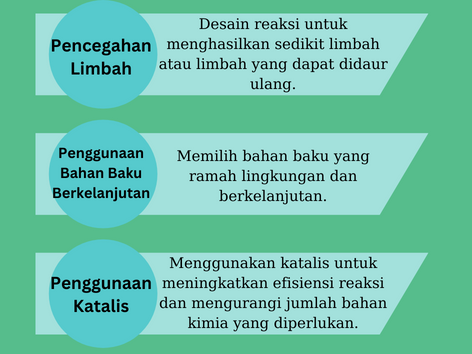 Pencegahan
Limbah
Desain reaksi untuk
menghasilkan sedikit limbah
atau limbah yang dapat didaur
ulang.
Penggunaan
Bahan Baku
Berkelanjutan
Memilih bahan baku yang
ramah lingkungan dan
berkelanjutan.
Penggunaan
Katalis
Menggunakan katalis untuk
meningkatkan efisiensi reaksi
dan mengurangi jumlah bahan
kimia yang diperlukan.